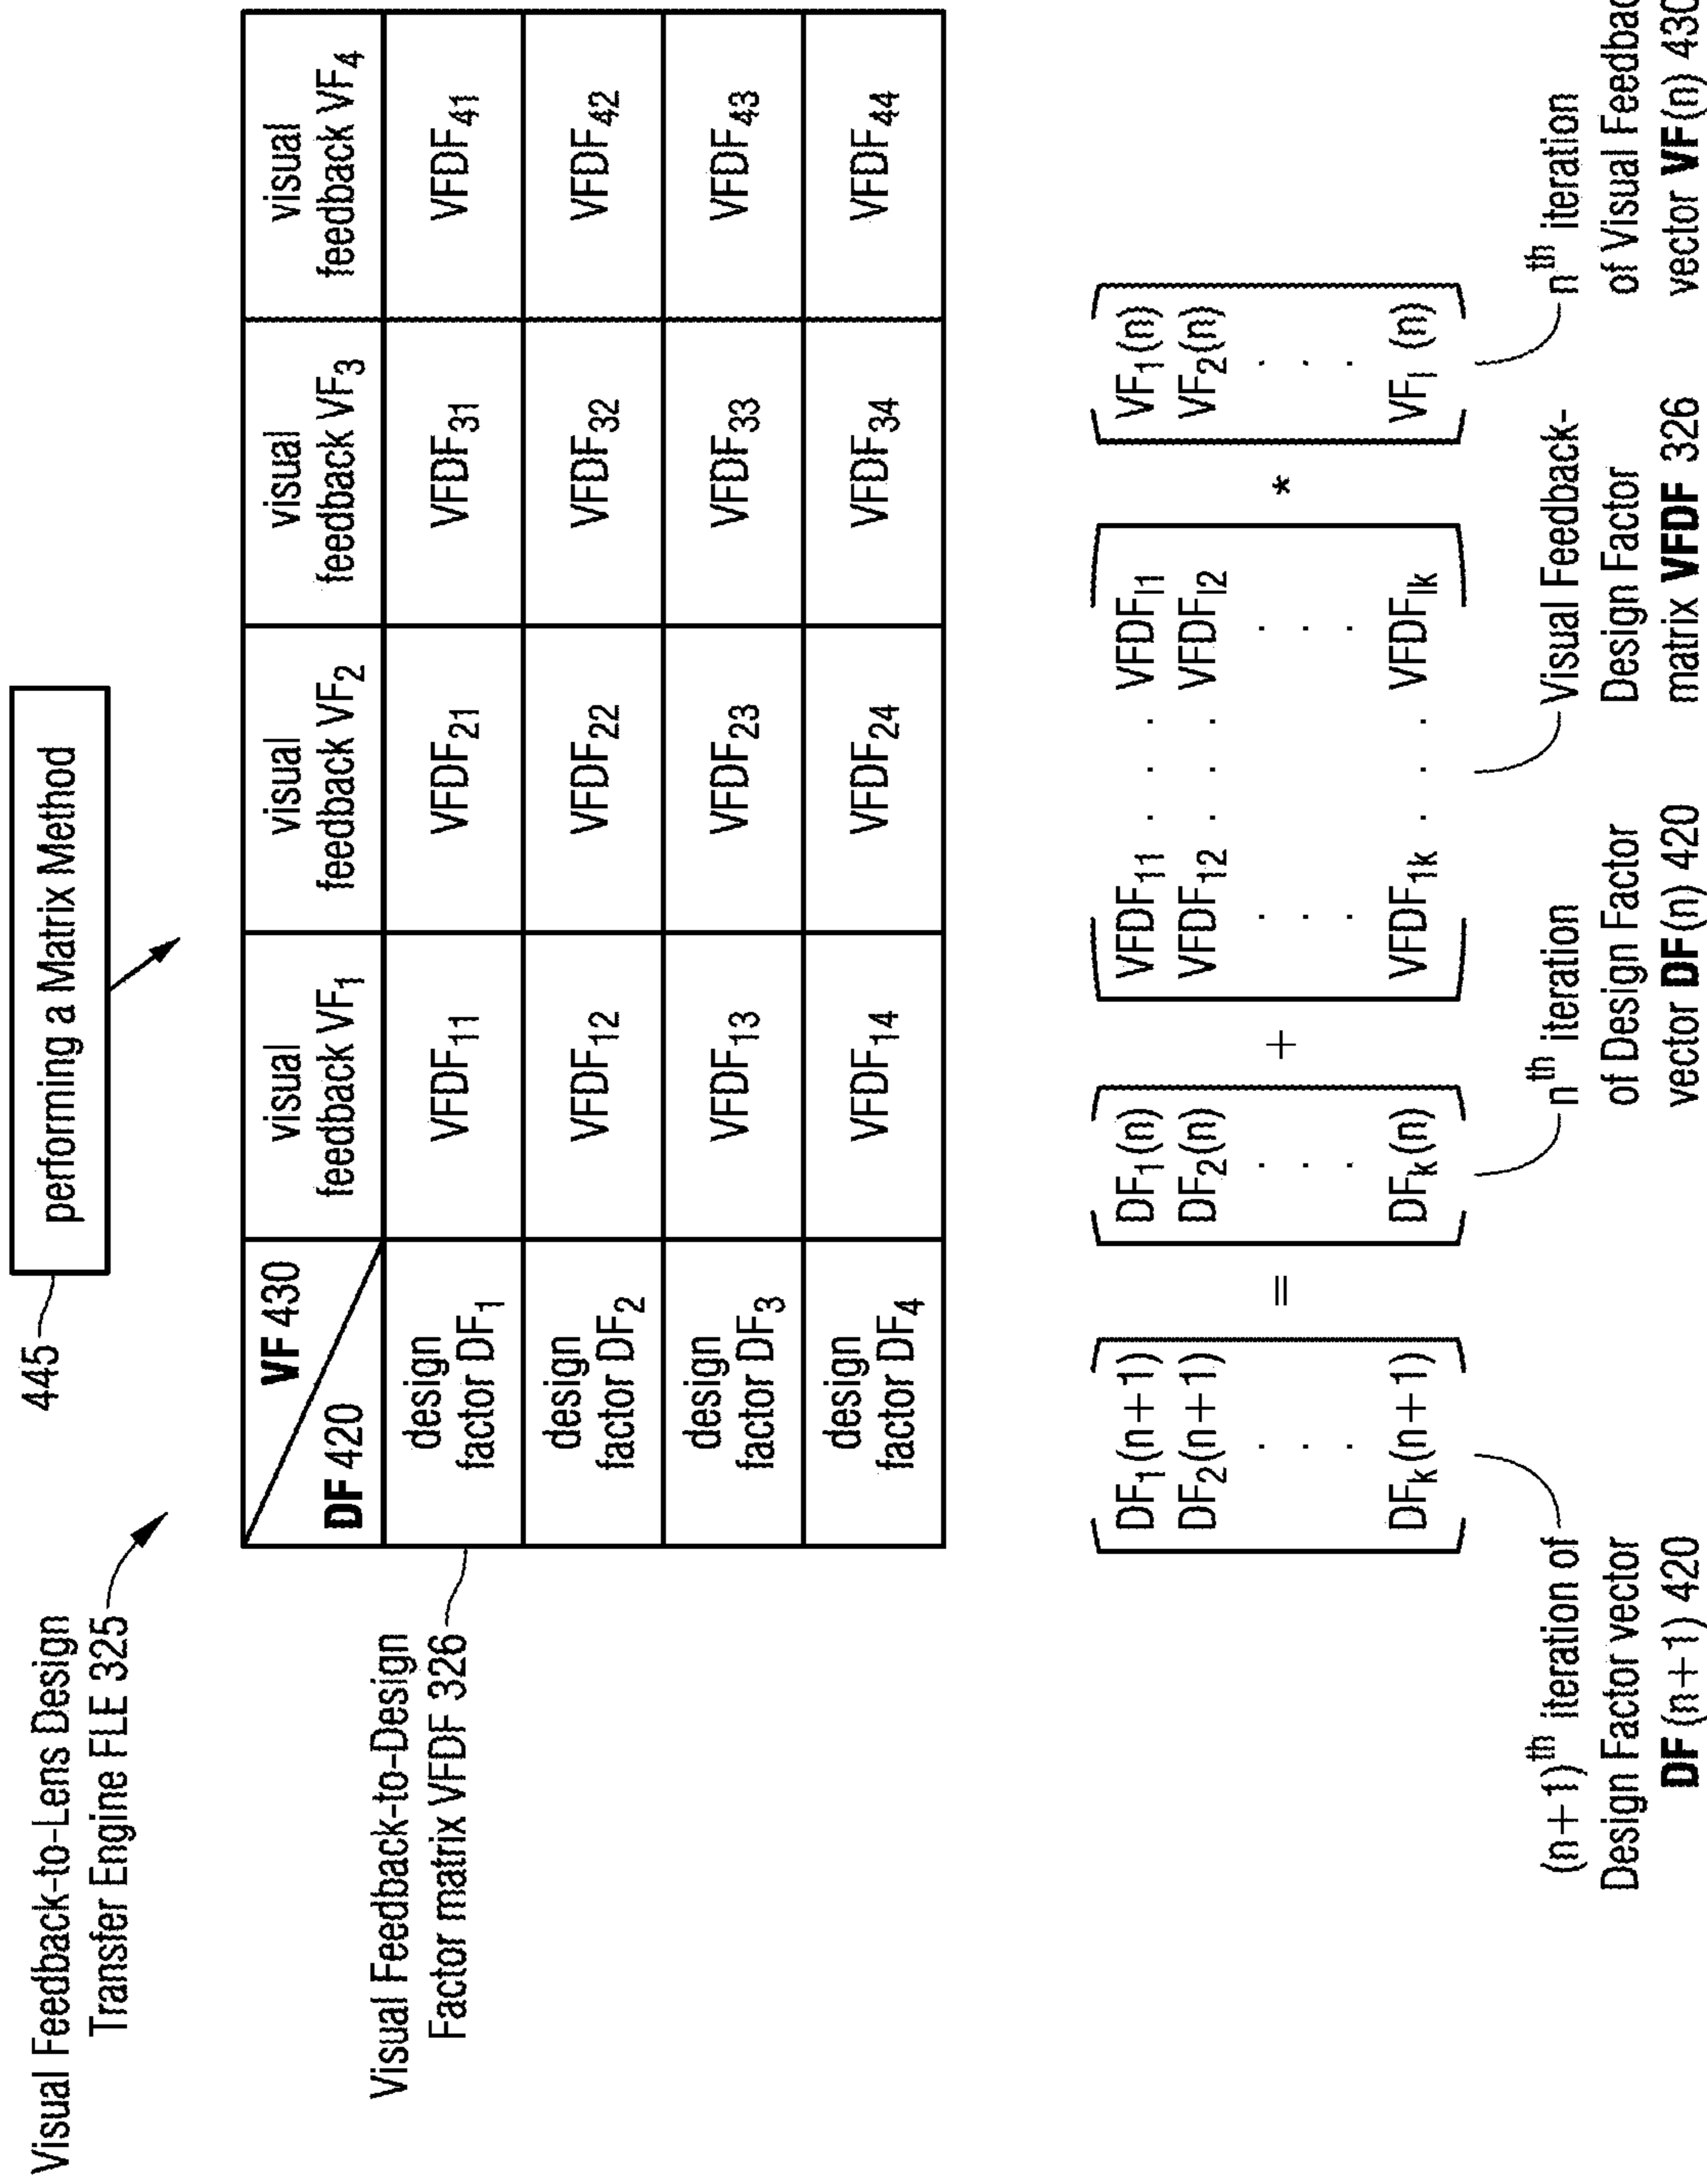 Visual Feedback-to-Lens Design
Transfer Engine FLE 325
445
performing a Matrix Method
Visual Feedback-to-Design
Factor matrix VFDF 326
VF 430
DF 420
visual
feedback VF1
visual
feedback VF2
visual
feedback VF3
visual
feedback VF4
design
factor DF1
VFDF11
VFDF21
VFDF31
VFDF41
design
factor DF2
VFDF12
VFDF22
VFDF32
VFDF42
design
factor DF3
VFDF13
VFDF23
VFDF33
VFDF43
design
factor DF4
VFDF14
VFDF24
VFDF34
VFDF44
DF1(n+1)
DF2(n+1)
. . .
DFk(n+1)
=
DF1(n)
DF2(n)
. . .
DFk(n)
+
VFDF11 . . . VFDFl1
VFDF12 . . . VFDFl2
. . .
VFDF1k . . . VFDFlk
*
VF1(n)
VF2(n)
. . .
VFl (n)
(n+1)th iteration of
Design Factor vector
DF (n+1) 420
nth iteration
of Design Factor
vector DF(n) 420
Visual Feedback-
Design Factor
matrix VFDF 326
nth iteration
of Visual Feedbac
vector VF(n) 430